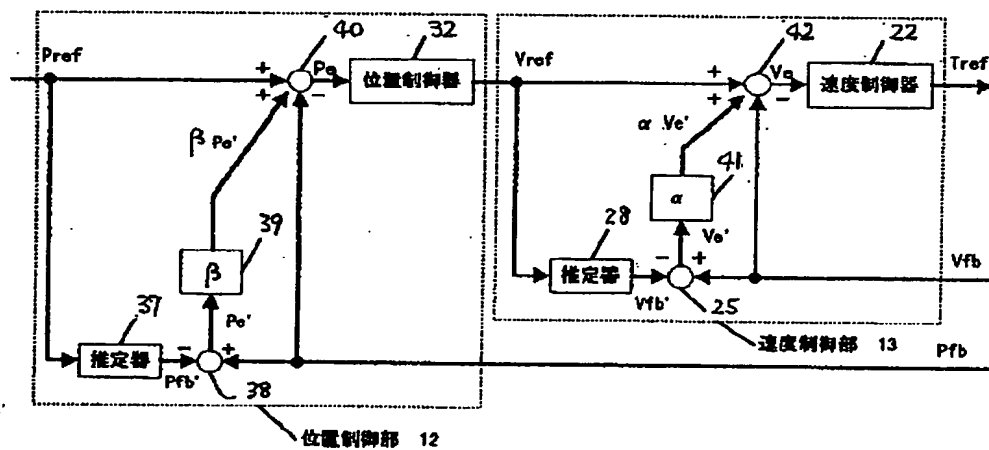 40
32
42
22
Pref
+
+
Pe
−
位置制御器
Vref
+
+
Ve
−
速度制御器
Tref
β Pe'
α Ve'
41
α
39
28
Ve'
β
推定器
−
+
Vfb
Vfb'
25
37
Pe'
速度制御部 13
Pfb
推定器
−
+
Pfb'
38
位置制御部 12